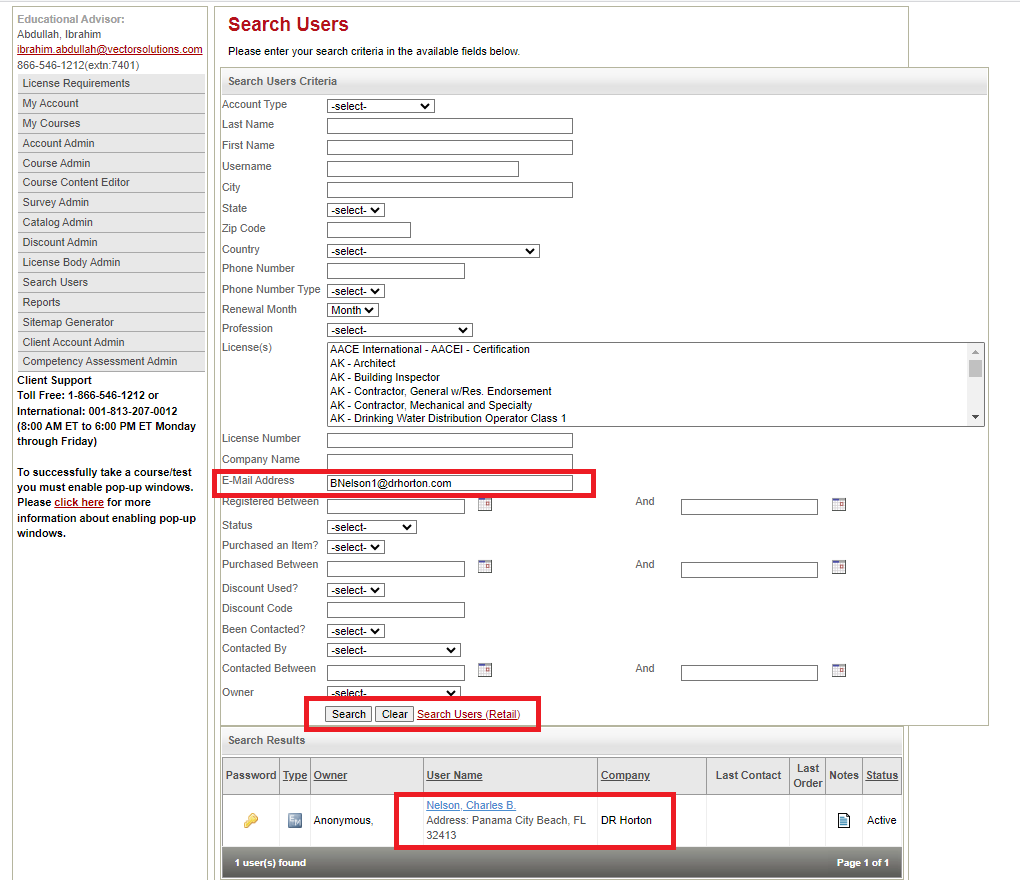 Educational Advisor:
Abdullah, Ibrahim
ibrahim.abdullah@vectorsolutions.com
866-546-1212(extn:7401)
License Requirements
My Account
My Courses
Account Admin
Course Admin
Course Content Editor
Survey Admin
Catalog Admin
Discount Admin
License Body Admin
Search Users
Reports
Sitemap Generator
Client Account Admin
Competency Assessment Admin
Client Support
Toll Free: 1-866-546-1212 or
International: 001-813-207-0012
(8:00 AM ET to 6:00 PM ET Monday
through Friday)
To successfully take a course/test
you must enable pop-up windows.
Please click here for more
information about enabling pop-up
windows.
Search Users
Please enter your search criteria in the available fields below.
Search Users Criteria
Account Type -select-
Last Name
First Name
Username
City
State -select-
Zip Code
Country -select-
Phone Number
Phone Number Type -select-
Renewal Month Month
Profession -select-
License(s) AACE International - AACEI - Certification
AK - Architect
AK - Building Inspector
AK - Contractor, General w/Res. Endorsement
AK - Contractor, Mechanical and Specialty
AK - Drinking Water Distribution Operator Class 1
License Number
Company Name
E-Mail Address BNelson1@drhorton.com
Registered Between And
Status -select-
Purchased an Item? -select-
Purchased Between And
Discount Used? -select-
Discount Code
Been Contacted? -select-
Contacted By -select-
Contacted Between And
Owner -select-
Search Clear Search Users (Retail)
Search Results
Password Type Owner User Name Company Last Contact Last Order Notes Status
Anonymous, Nelson, Charles B. DR Horton Active
Address: Panama City Beach, FL
32413
1 user(s) found Page 1 of 1